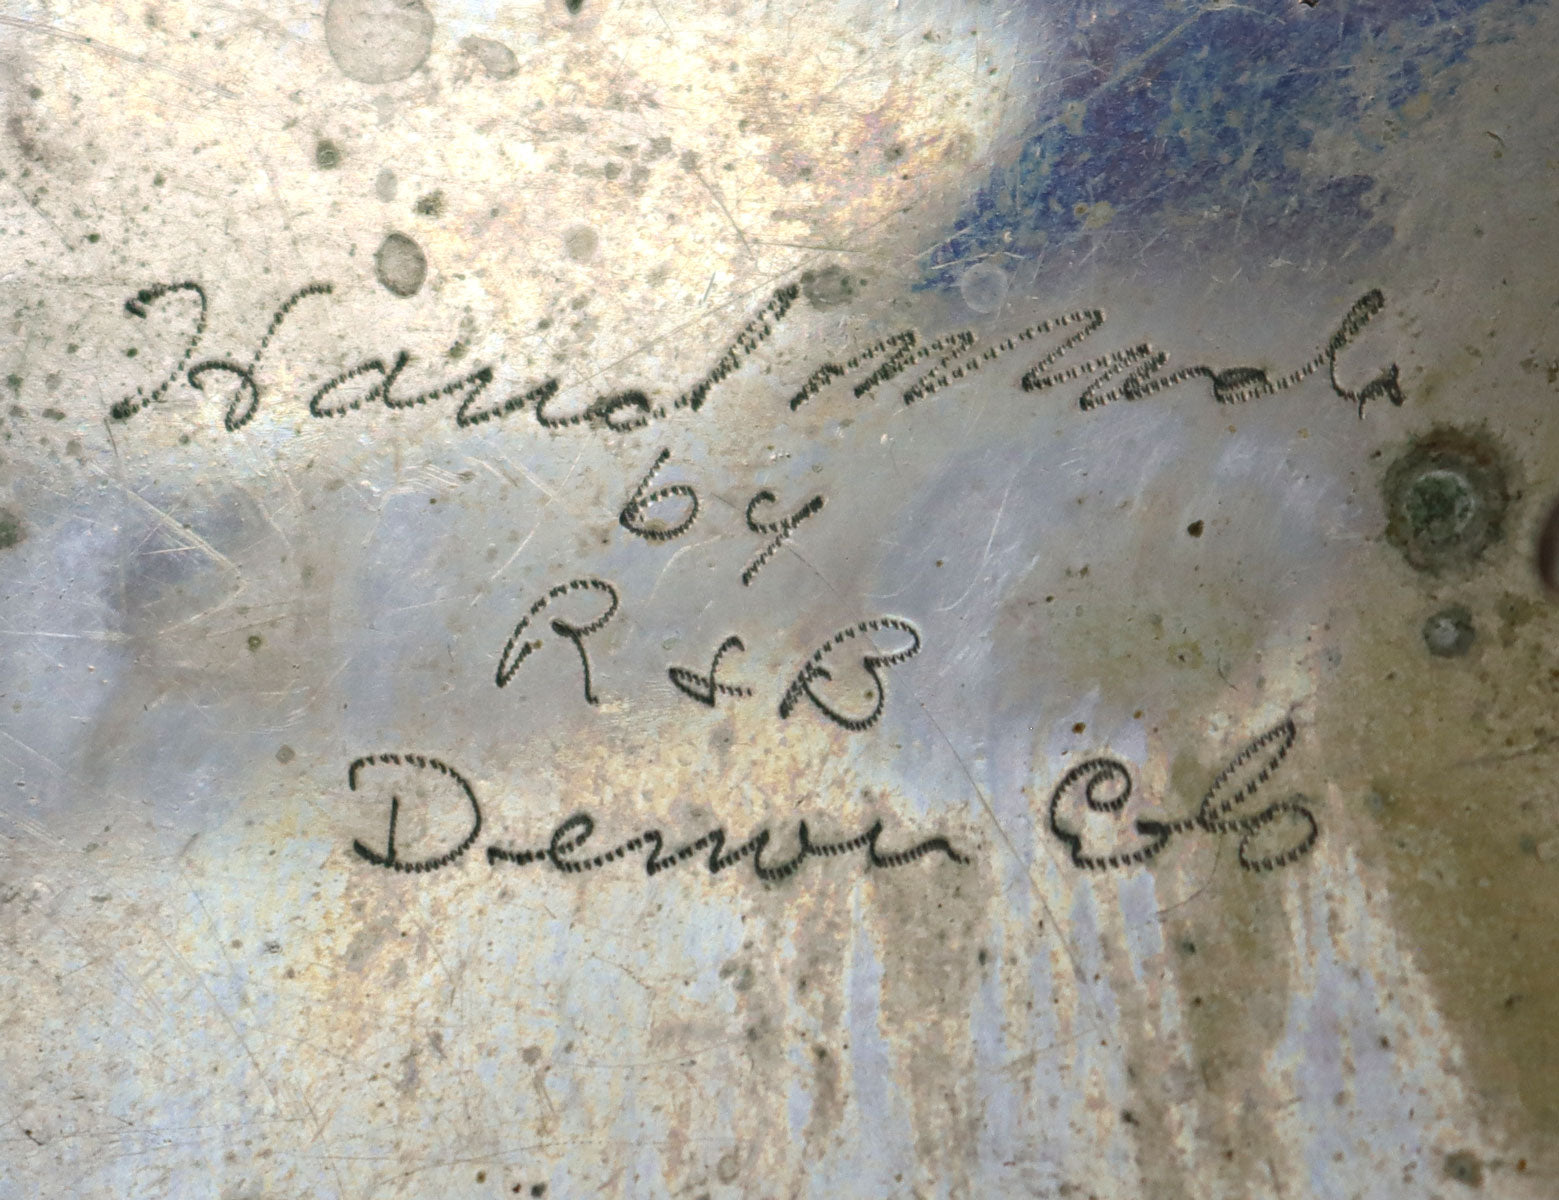 Hand Made
by
R & B
Denver Colo